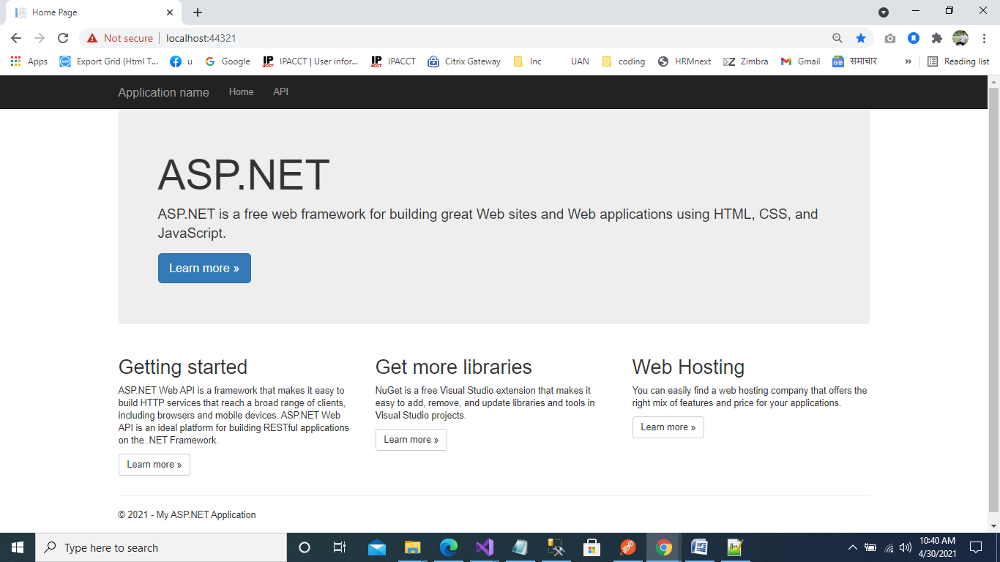 Home Page
Not secure
localhost:44321
Apps
Export Grid (Html T...
u
Google
IPACCT | User infor...
IPACCT
Citrix Gateway
Inc
UAN
coding
HRMnext
Zimbra
Gmail
समाचार
»
Reading list
Application name
Home
API
ASP.NET
ASP.NET is a free web framework for building great Web sites and Web applications using HTML, CSS, and
JavaScript.
Learn more »
Getting started
ASP.NET Web API is a framework that makes it easy to
build HTTP services that reach a broad range of clients,
including browsers and mobile devices. ASP.NET Web
API is an ideal platform for building RESTful applications
on the .NET Framework.
Learn more »
Get more libraries
NuGet is a free Visual Studio extension that makes it
easy to add, remove, and update libraries and tools in
Visual Studio projects.
Learn more »
Web Hosting
You can easily find a web hosting company that offers the
right mix of features and price for your applications.
Learn more »
© 2021 - My ASP.NET Application
Type here to search
10:40 AM
4/30/2021